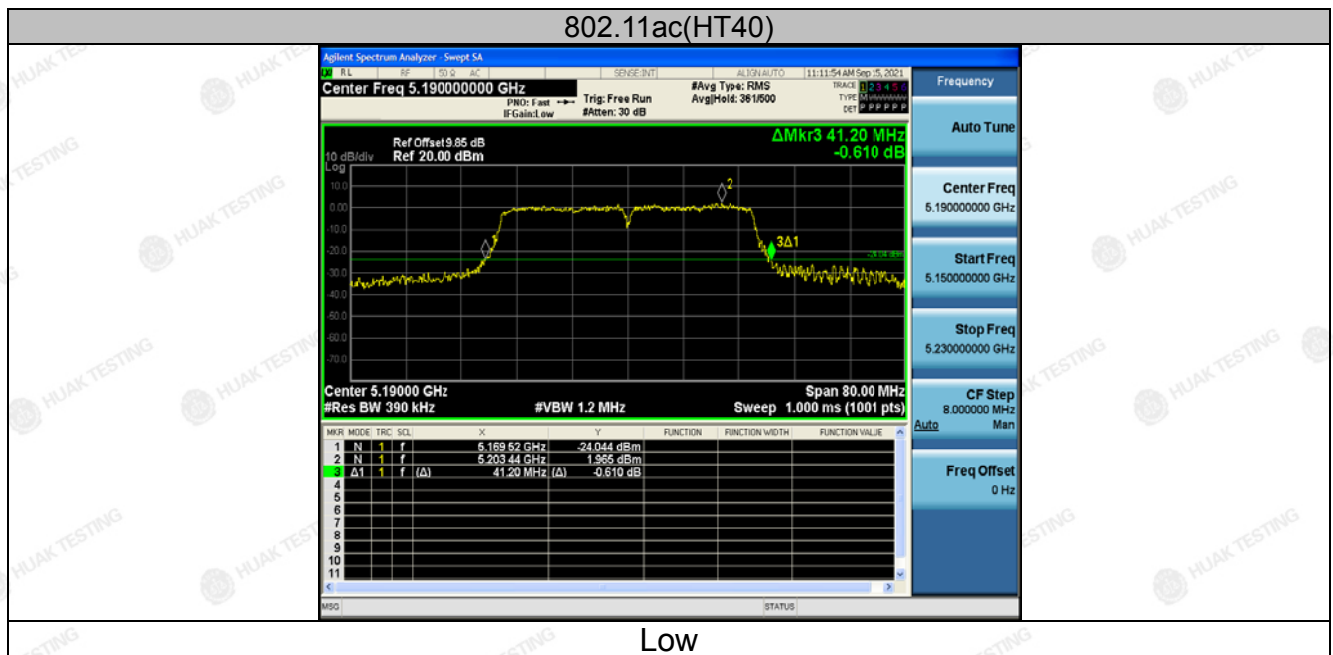 802.11ac(HT40)
Agilent Spectrum Analyzer - Swept SA
RL RF 50 Ω AC SENSE:INT ALIGNAUTO 11:11:54 AM Sep 15, 2021
Center Freq 5.190000000 GHz
PNO: Fast
IFGain:Low
Trig: Free Run
#Atten: 30 dB
#Avg Type: RMS
Avg|Hold: 361/500
TRACE 1 2 3 4 5 6
TYPE M W W W W W
DET P P P P P P
ΔMkr3 41.20 MHz
-0.610 dB
Ref Offset 9.85 dB
10 dB/div Ref 20.00 dBm
Log
10.0
0.00
-10.0
-20.0
-30.0
-40.0
-50.0
-60.0
-70.0
2
1
3Δ1
-24.04 dBm
Center 5.19000 GHz Span 80.00 MHz
#Res BW 390 kHz #VBW 1.2 MHz Sweep 1.000 ms (1001 pts)
MKR MODE TRC SCL X Y FUNCTION FUNCTION WIDTH FUNCTION VALUE
1 N 1 f 5.169 52 GHz -24.044 dBm
2 N 1 f 5.203 44 GHz 1.965 dBm
3 Δ1 1 f (Δ) 41.20 MHz (Δ) -0.610 dB
4
5
6
7
8
9
10
11
MSG STATUS
Frequency
Auto Tune
Center Freq
5.190000000 GHz
Start Freq
5.150000000 GHz
Stop Freq
5.230000000 GHz
CF Step
8.000000 MHz
Auto Man
Freq Offset
0 Hz
Low
HUAK TESTING